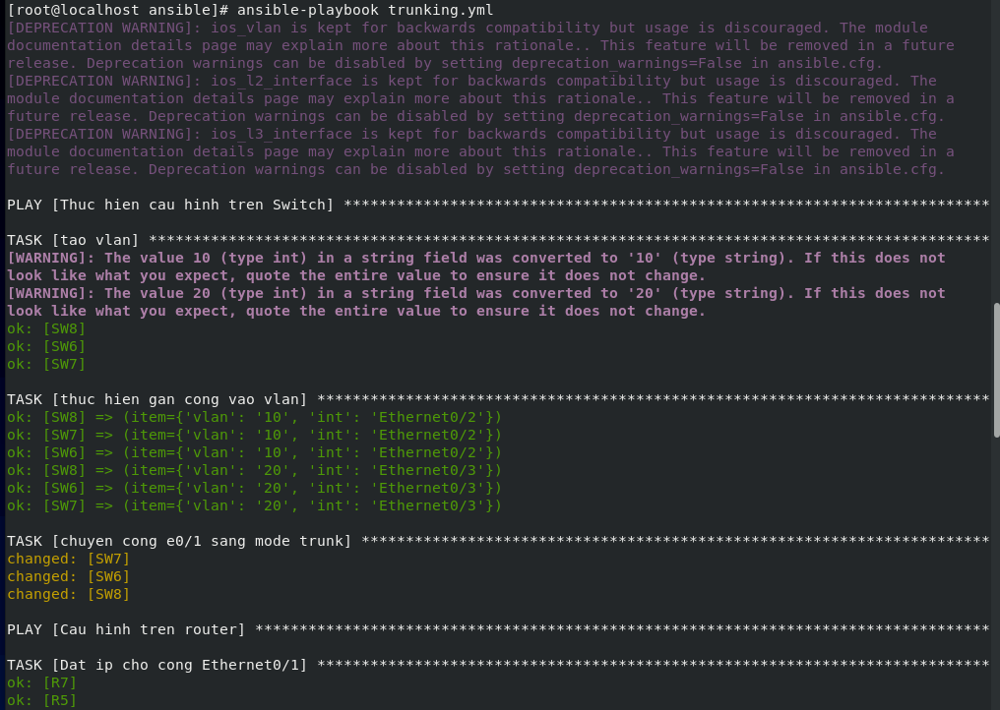 [root@localhost ansible]# ansible-playbook trunking.yml
[DEPRECATION WARNING]: ios_vlan is kept for backwards compatibility but usage is discouraged. The module
documentation details page may explain more about this rationale.. This feature will be removed in a future
release. Deprecation warnings can be disabled by setting deprecation_warnings=False in ansible.cfg.
[DEPRECATION WARNING]: ios_l2_interface is kept for backwards compatibility but usage is discouraged. The
module documentation details page may explain more about this rationale.. This feature will be removed in a
future release. Deprecation warnings can be disabled by setting deprecation_warnings=False in ansible.cfg.
[DEPRECATION WARNING]: ios_l3_interface is kept for backwards compatibility but usage is discouraged. The
module documentation details page may explain more about this rationale.. This feature will be removed in a
future release. Deprecation warnings can be disabled by setting deprecation_warnings=False in ansible.cfg.
PLAY [Thuc hien cau hinh tren Switch] *************************************************************************
TASK [tao vlan] ***********************************************************************************************
[WARNING]: The value 10 (type int) in a string field was converted to '10' (type string). If this does not
look like what you expect, quote the entire value to ensure it does not change.
[WARNING]: The value 20 (type int) in a string field was converted to '20' (type string). If this does not
look like what you expect, quote the entire value to ensure it does not change.
ok: [SW8]
ok: [SW6]
ok: [SW7]
TASK [thuc hien gan cong vao vlan] ****************************************************************************
ok: [SW8] => (item={'vlan': '10', 'int': 'Ethernet0/2'})
ok: [SW7] => (item={'vlan': '10', 'int': 'Ethernet0/2'})
ok: [SW6] => (item={'vlan': '10', 'int': 'Ethernet0/2'})
ok: [SW8] => (item={'vlan': '20', 'int': 'Ethernet0/3'})
ok: [SW6] => (item={'vlan': '20', 'int': 'Ethernet0/3'})
ok: [SW7] => (item={'vlan': '20', 'int': 'Ethernet0/3'})
TASK [chuyen cong e0/1 sang mode trunk] ***********************************************************************
changed: [SW7]
changed: [SW6]
changed: [SW8]
PLAY [Cau hinh tren router] ***********************************************************************************
TASK [Dat ip cho cong Ethernet0/1] ****************************************************************************
ok: [R7]
ok: [R5]